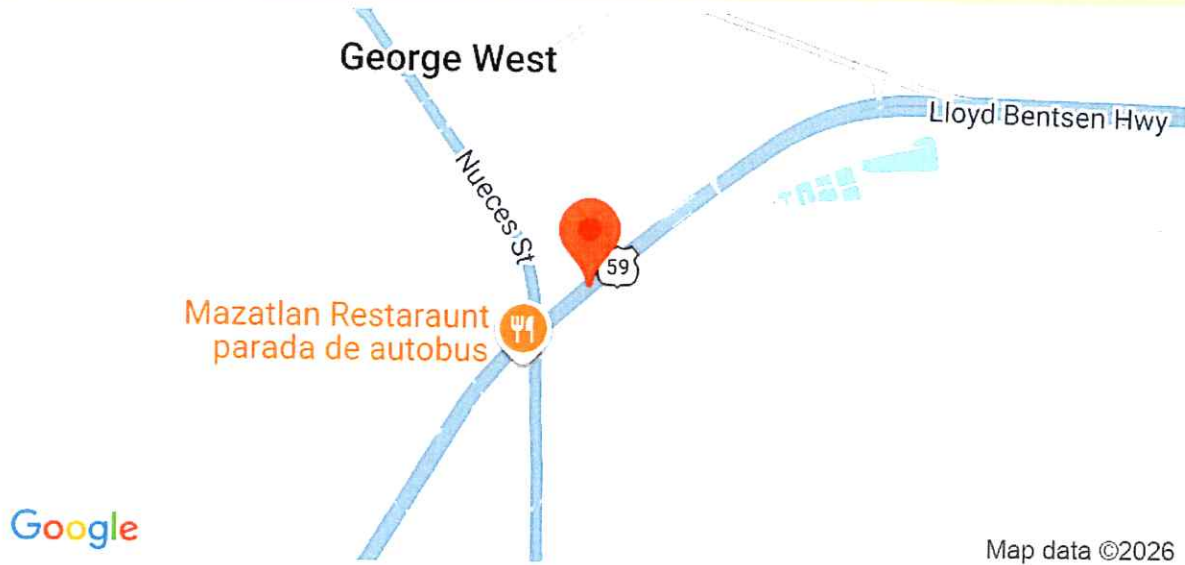 George West
Lloyd Bentsen Hwy
Nueces St
59
Mazatlan Restaraunt
parada de autobus
Google
Map data ©2026